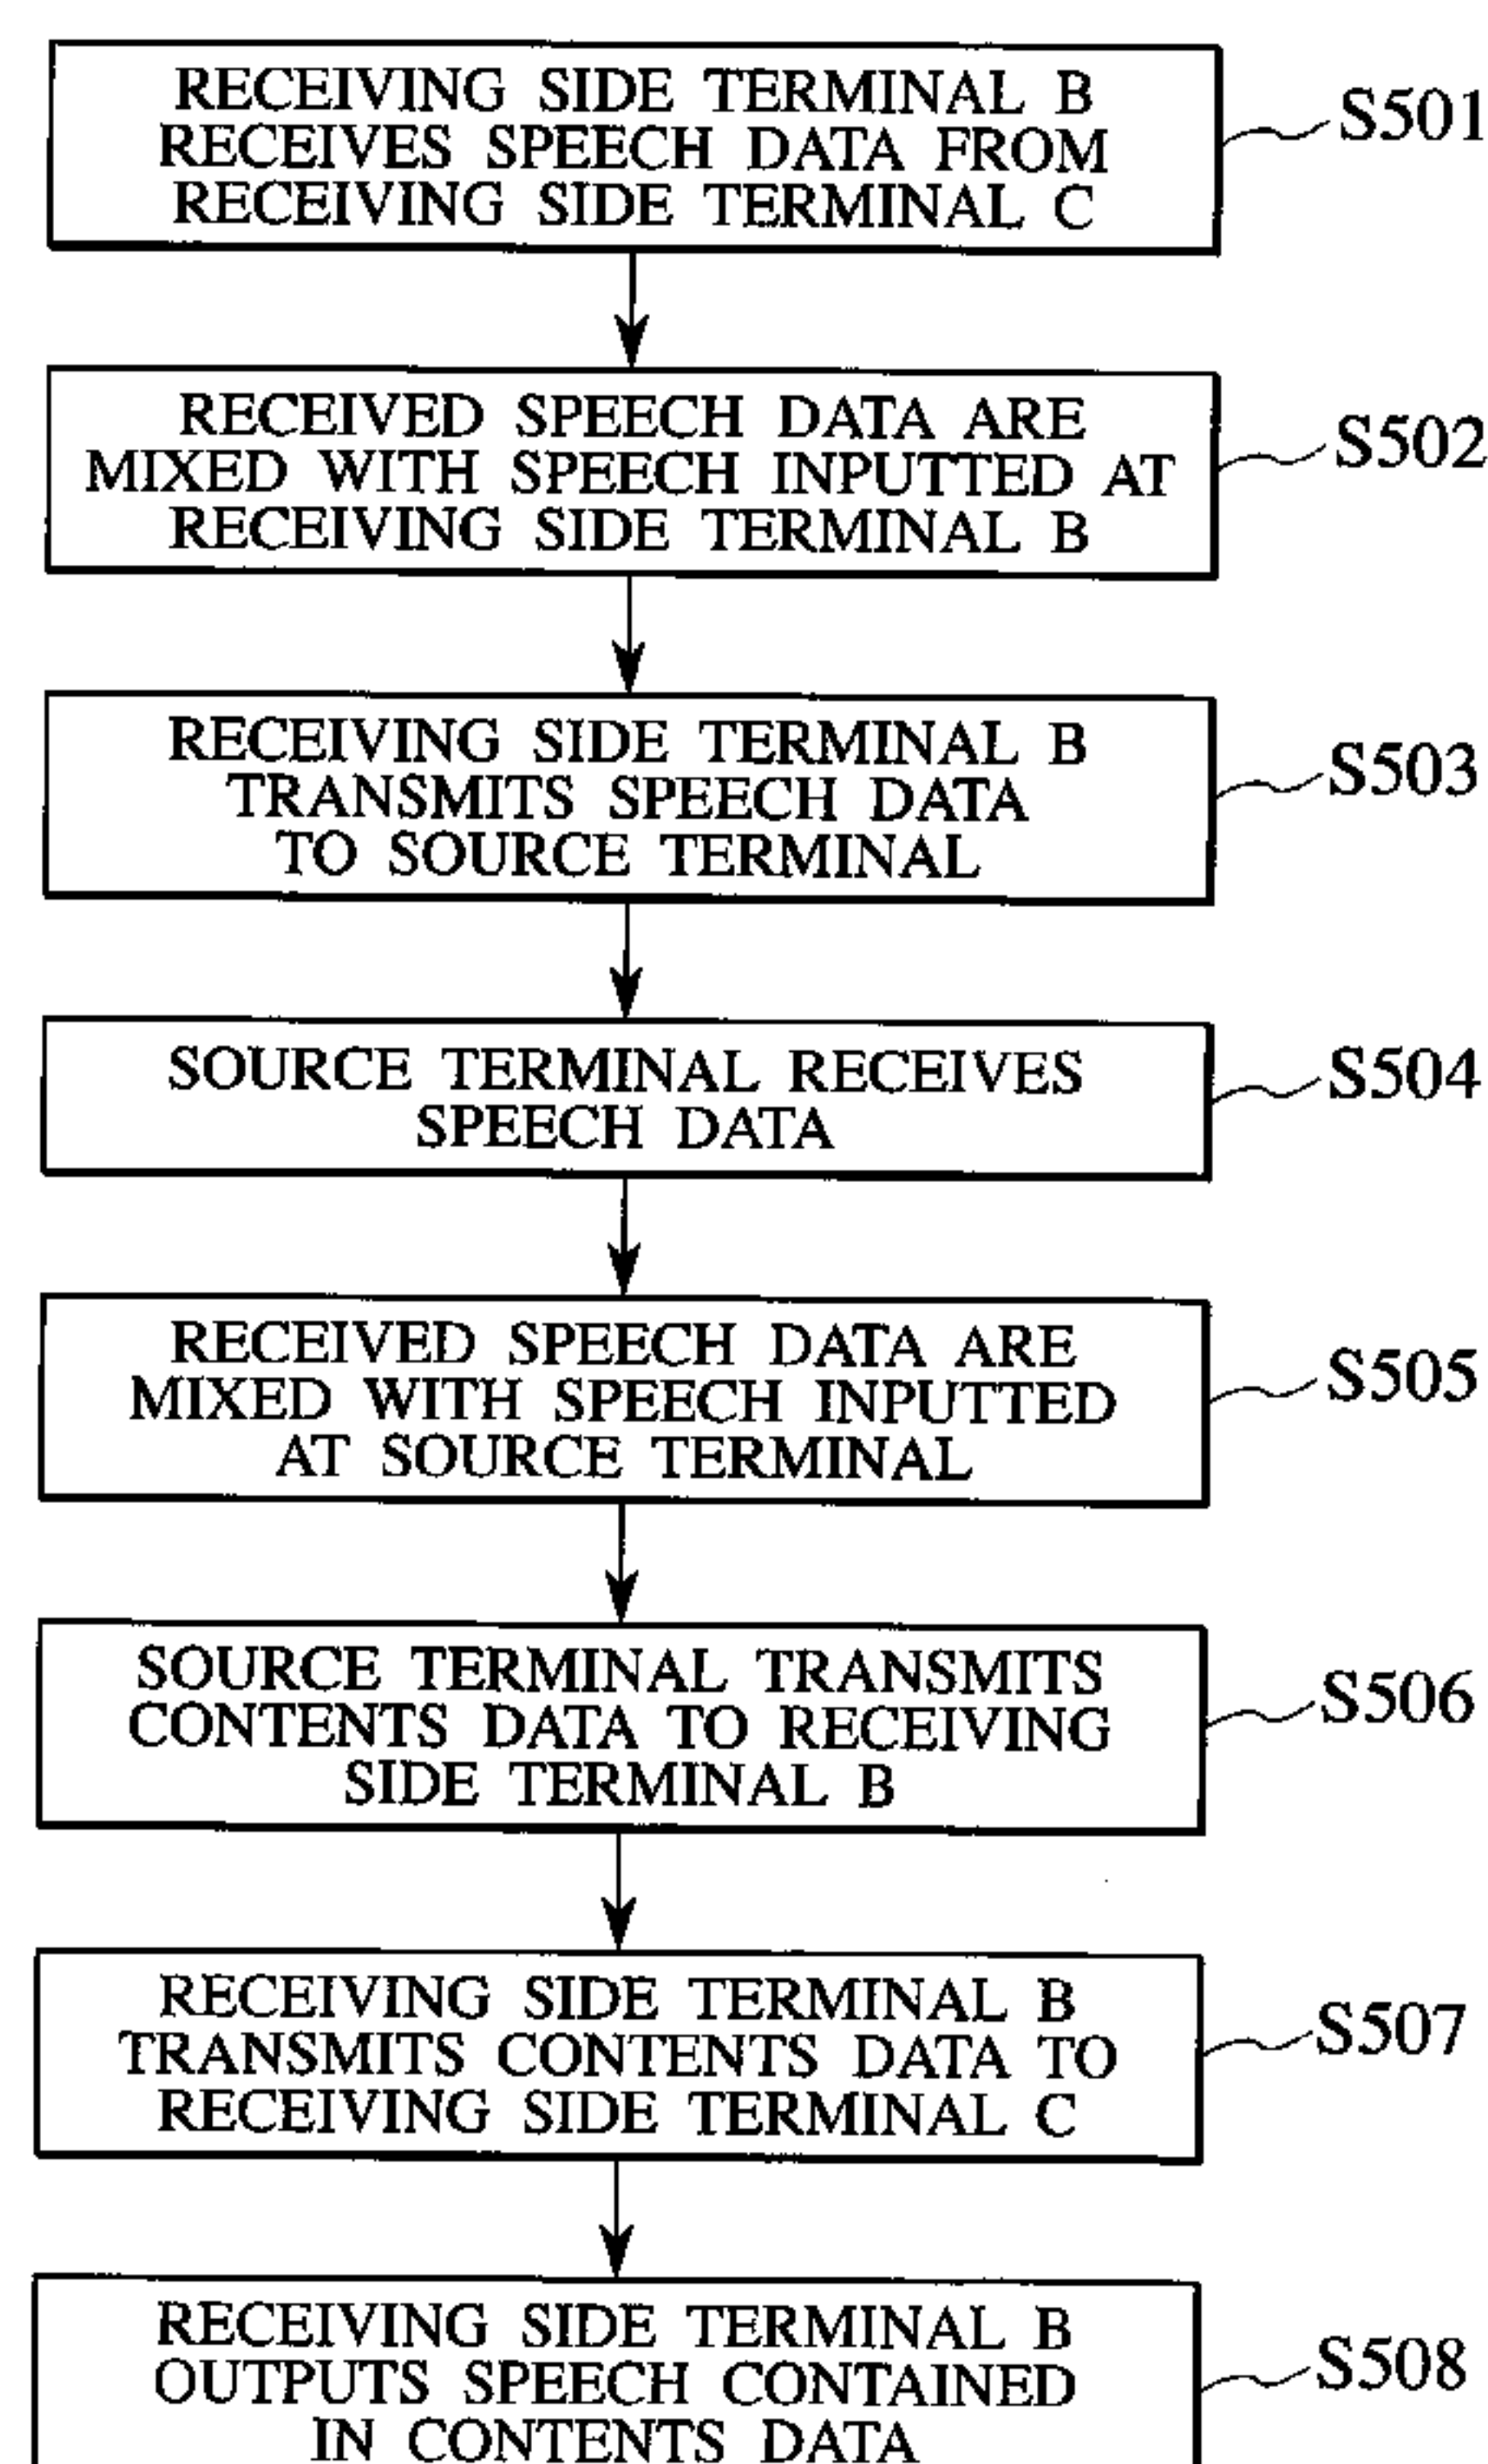 RECEIVING SIDE TERMINAL B
RECEIVES SPEECH DATA FROM
RECEIVING SIDE TERMINAL C
S501
RECEIVED SPEECH DATA ARE
MIXED WITH SPEECH INPUTTED AT
RECEIVING SIDE TERMINAL B
S502
RECEIVING SIDE TERMINAL B
TRANSMITS SPEECH DATA
TO SOURCE TERMINAL
S503
SOURCE TERMINAL RECEIVES
SPEECH DATA
S504
RECEIVED SPEECH DATA ARE
MIXED WITH SPEECH INPUTTED
AT SOURCE TERMINAL
S505
SOURCE TERMINAL TRANSMITS
CONTENTS DATA TO RECEIVING
SIDE TERMINAL B
S506
RECEIVING SIDE TERMINAL B
TRANSMITS CONTENTS DATA TO
RECEIVING SIDE TERMINAL C
S507
RECEIVING SIDE TERMINAL B
OUTPUTS SPEECH CONTAINED
IN CONTENTS DATA
S508